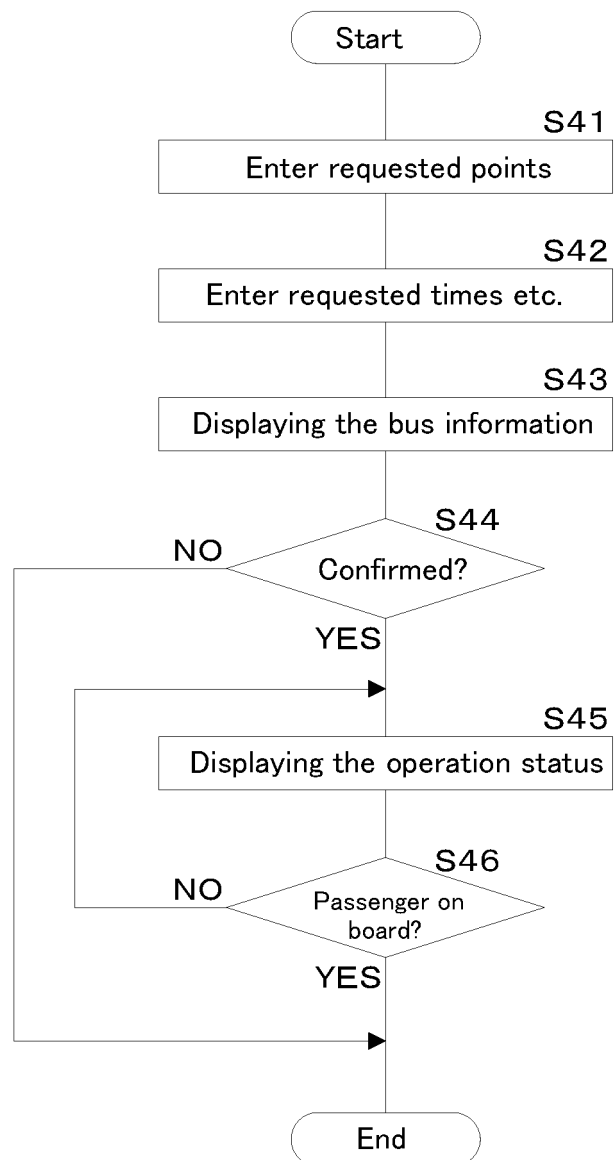 Start
S41
Enter requested points
S42
Enter requested times etc.
S43
Displaying the bus information
S44
NO
Confirmed?
YES
S45
Displaying the operation status
S46
NO
Passenger on
board?
YES
End